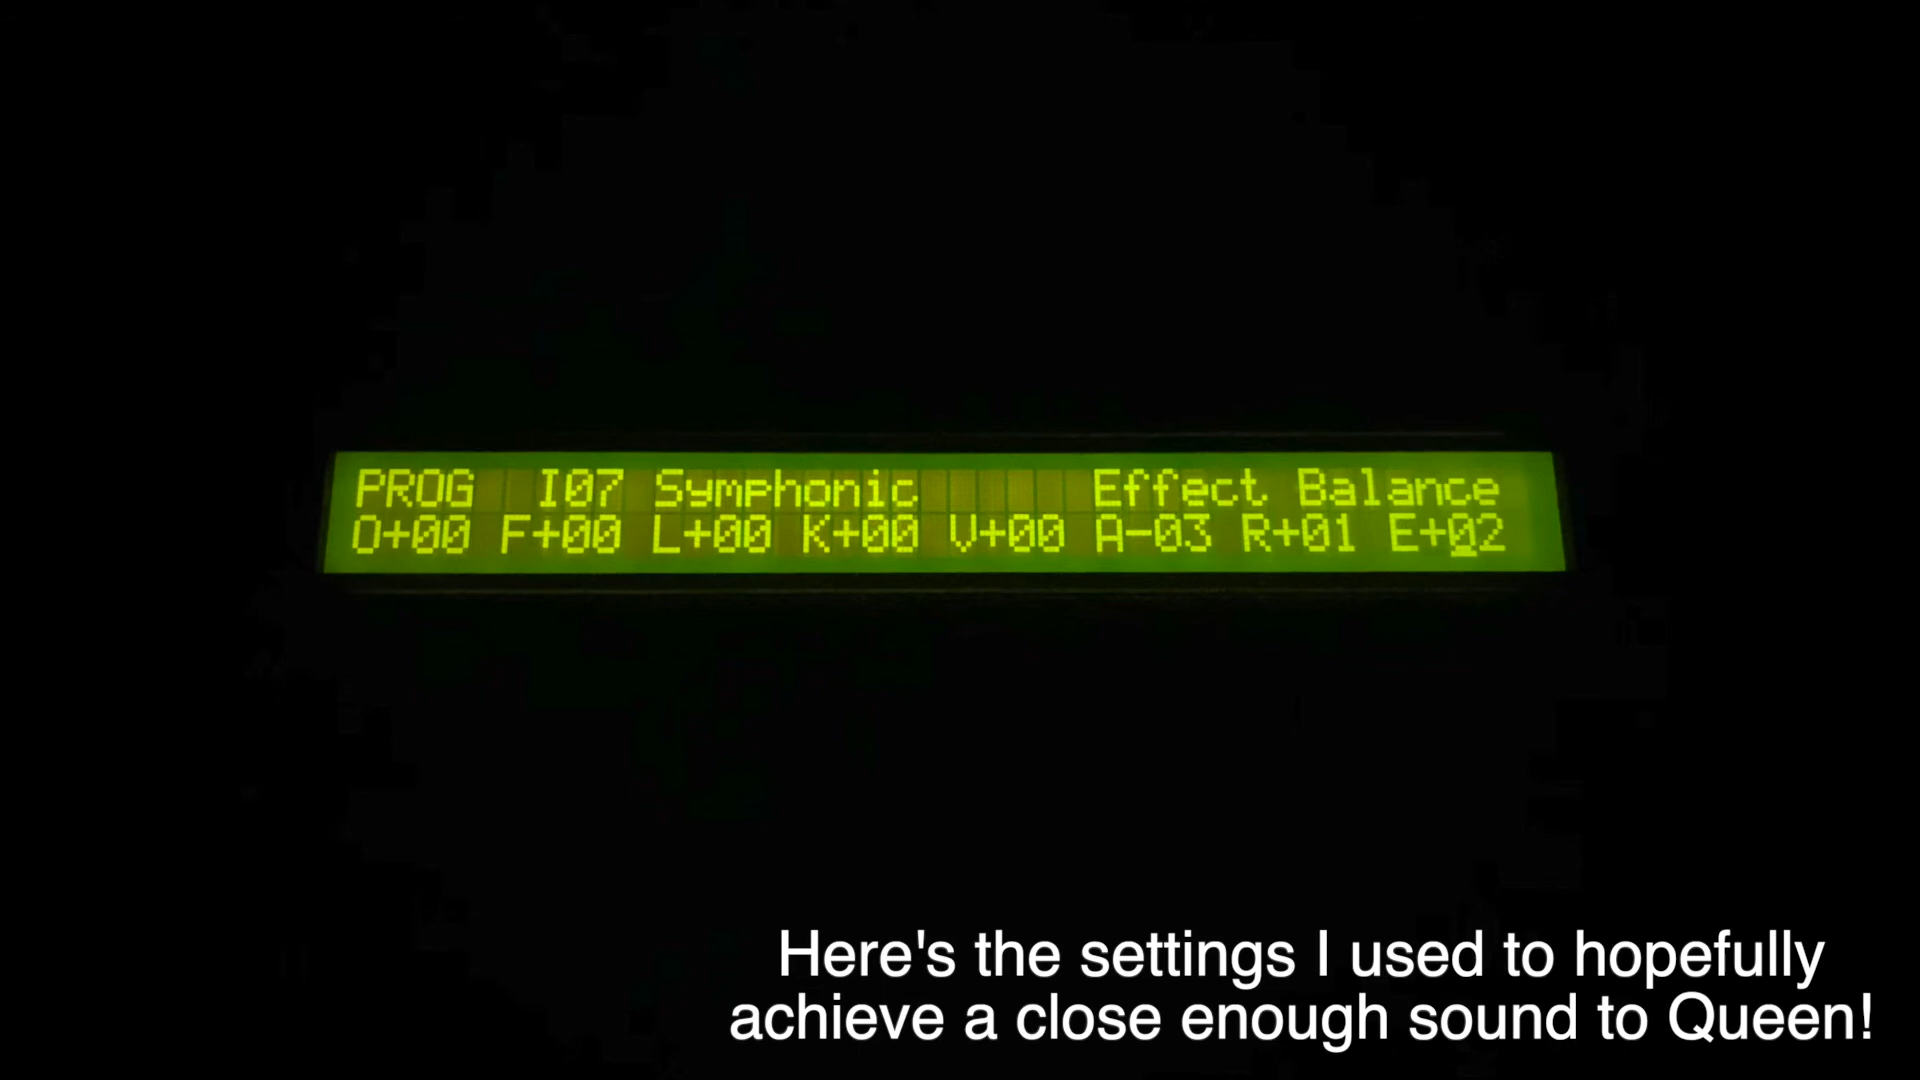 PROG I07 Symphonic Effect Balance
O+00 F+00 L+00 K+00 V+00 A-03 R+01 E+02
Here's the settings I used to hopefully
achieve a close enough sound to Queen!